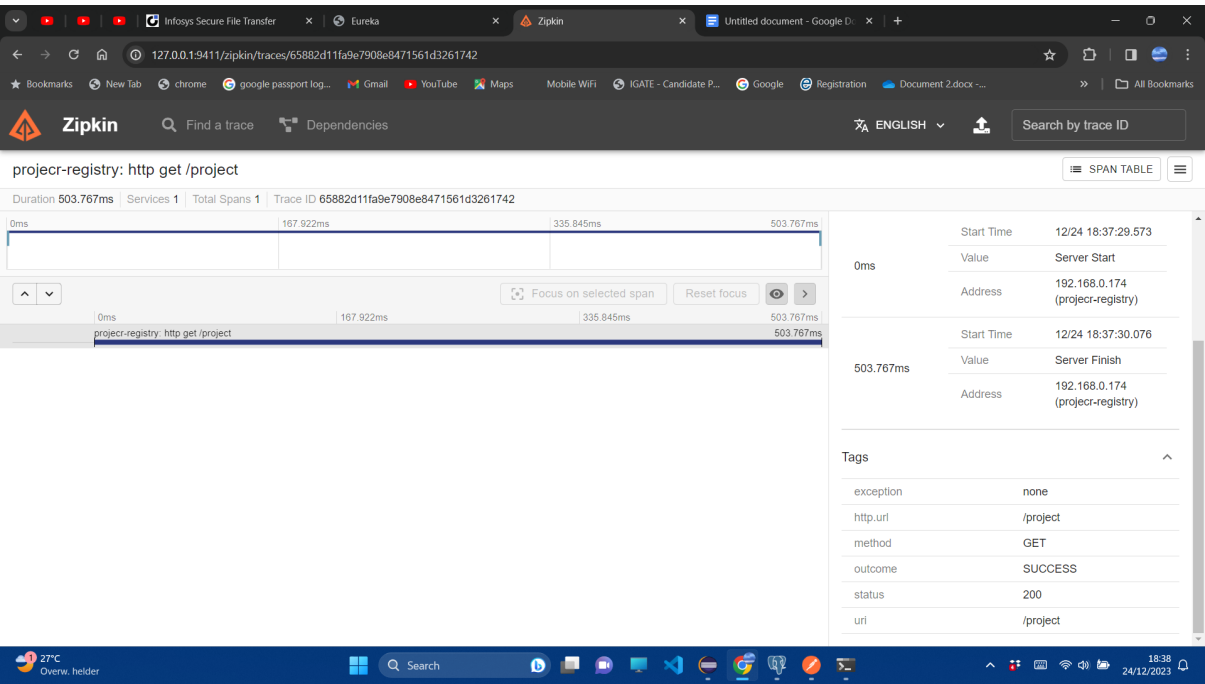 Infosys Secure File Transfer
Eureka
Zipkin
Untitled document - Google Do
127.0.0.1:9411/zipkin/traces/65882d11fa9e7908e8471561d3261742
Bookmarks New Tab chrome google passport log... Gmail YouTube Maps Mobile WiFi IGATE - Candidate P... Google Registration Document 2.docx -... » All Bookmarks
Zipkin Find a trace Dependencies ENGLISH Search by trace ID
projecr-registry: http get /project SPAN TABLE
Duration 503.767ms Services 1 Total Spans 1 Trace ID 65882d11fa9e7908e8471561d3261742
0ms 167.922ms 335.845ms 503.767ms
Focus on selected span Reset focus
0ms 167.922ms 335.845ms 503.767ms
projecr-registry: http get /project 503.767ms
0ms
Start Time 12/24 18:37:29.573
Value Server Start
Address 192.168.0.174
(projecr-registry)
503.767ms
Start Time 12/24 18:37:30.076
Value Server Finish
Address 192.168.0.174
(projecr-registry)
Tags
exception none
http.url /project
method GET
outcome SUCCESS
status 200
uri /project
1
27°C
Overw. helder
Search
18:38
24/12/2023